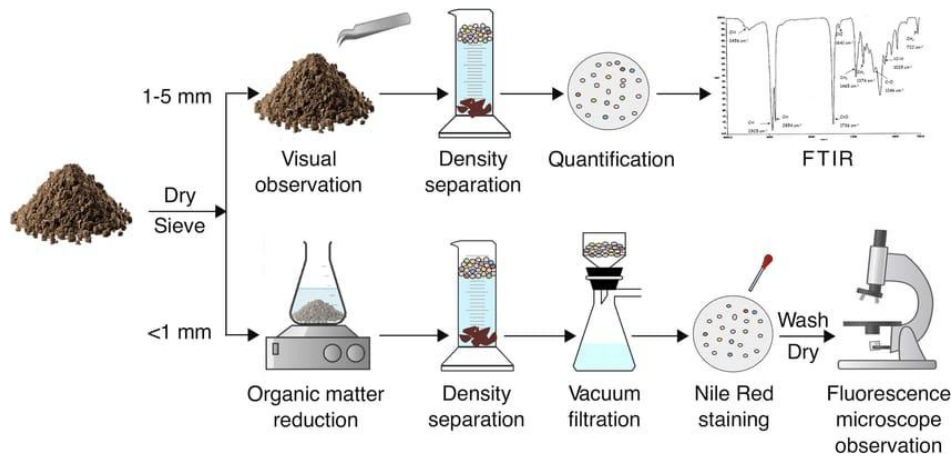 1-5 mm
Visual
observation
Density
separation
Quantification
FTIR
Dry
Sieve
<1 mm
Organic matter
reduction
Density
separation
Vacuum
filtration
Nile Red
staining
Wash
Dry
Fluorescence
microscope
observation